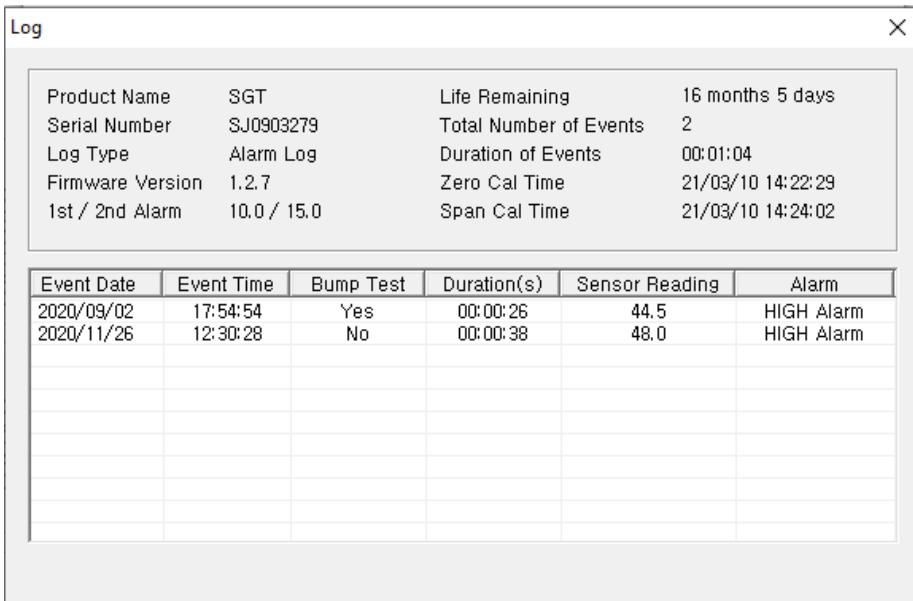 Log
Product Name SGT Life Remaining 16 months 5 days
Serial Number SJ0903279 Total Number of Events 2
Log Type Alarm Log Duration of Events 00:01:04
Firmware Version 1.2.7 Zero Cal Time 21/03/10 14:22:29
1st / 2nd Alarm 10.0 / 15.0 Span Cal Time 21/03/10 14:24:02
Event Date Event Time Bump Test Duration(s) Sensor Reading Alarm
2020/09/02 17:54:54 Yes 00:00:26 44.5 HIGH Alarm
2020/11/26 12:30:28 No 00:00:38 48.0 HIGH Alarm